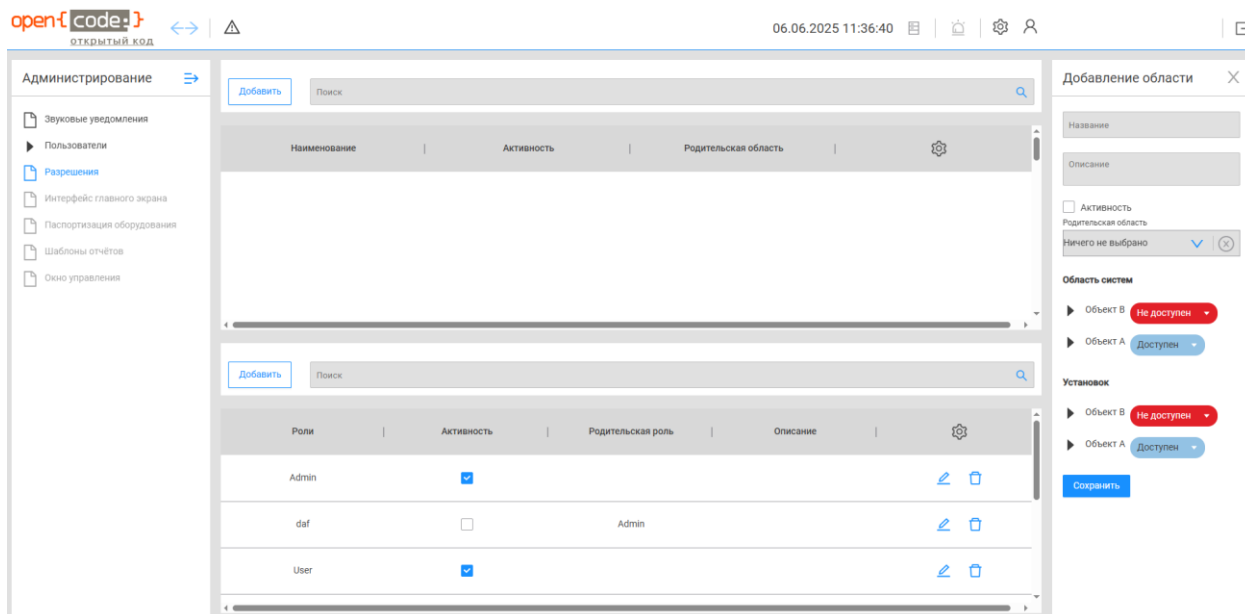 open{code:}
открытый код
06.06.2025 11:36:40
Администрирование
Звуковые уведомления
Пользователи
Разрешения
Интерфейс главного экрана
Паспортизация оборудования
Шаблоны отчётов
Окно управления
Добавить
Поиск
Наименование
Активность
Родительская область
Добавить
Поиск
Роли
Активность
Родительская роль
Описание
Admin
daf
Admin
User
Добавление области
Название
Описание
Активность
Родительская область
Ничего не выбрано
Область систем
Объект B
Не доступен
Объект A
Доступен
Установок
Объект B
Не доступен
Объект A
Доступен
Сохранить